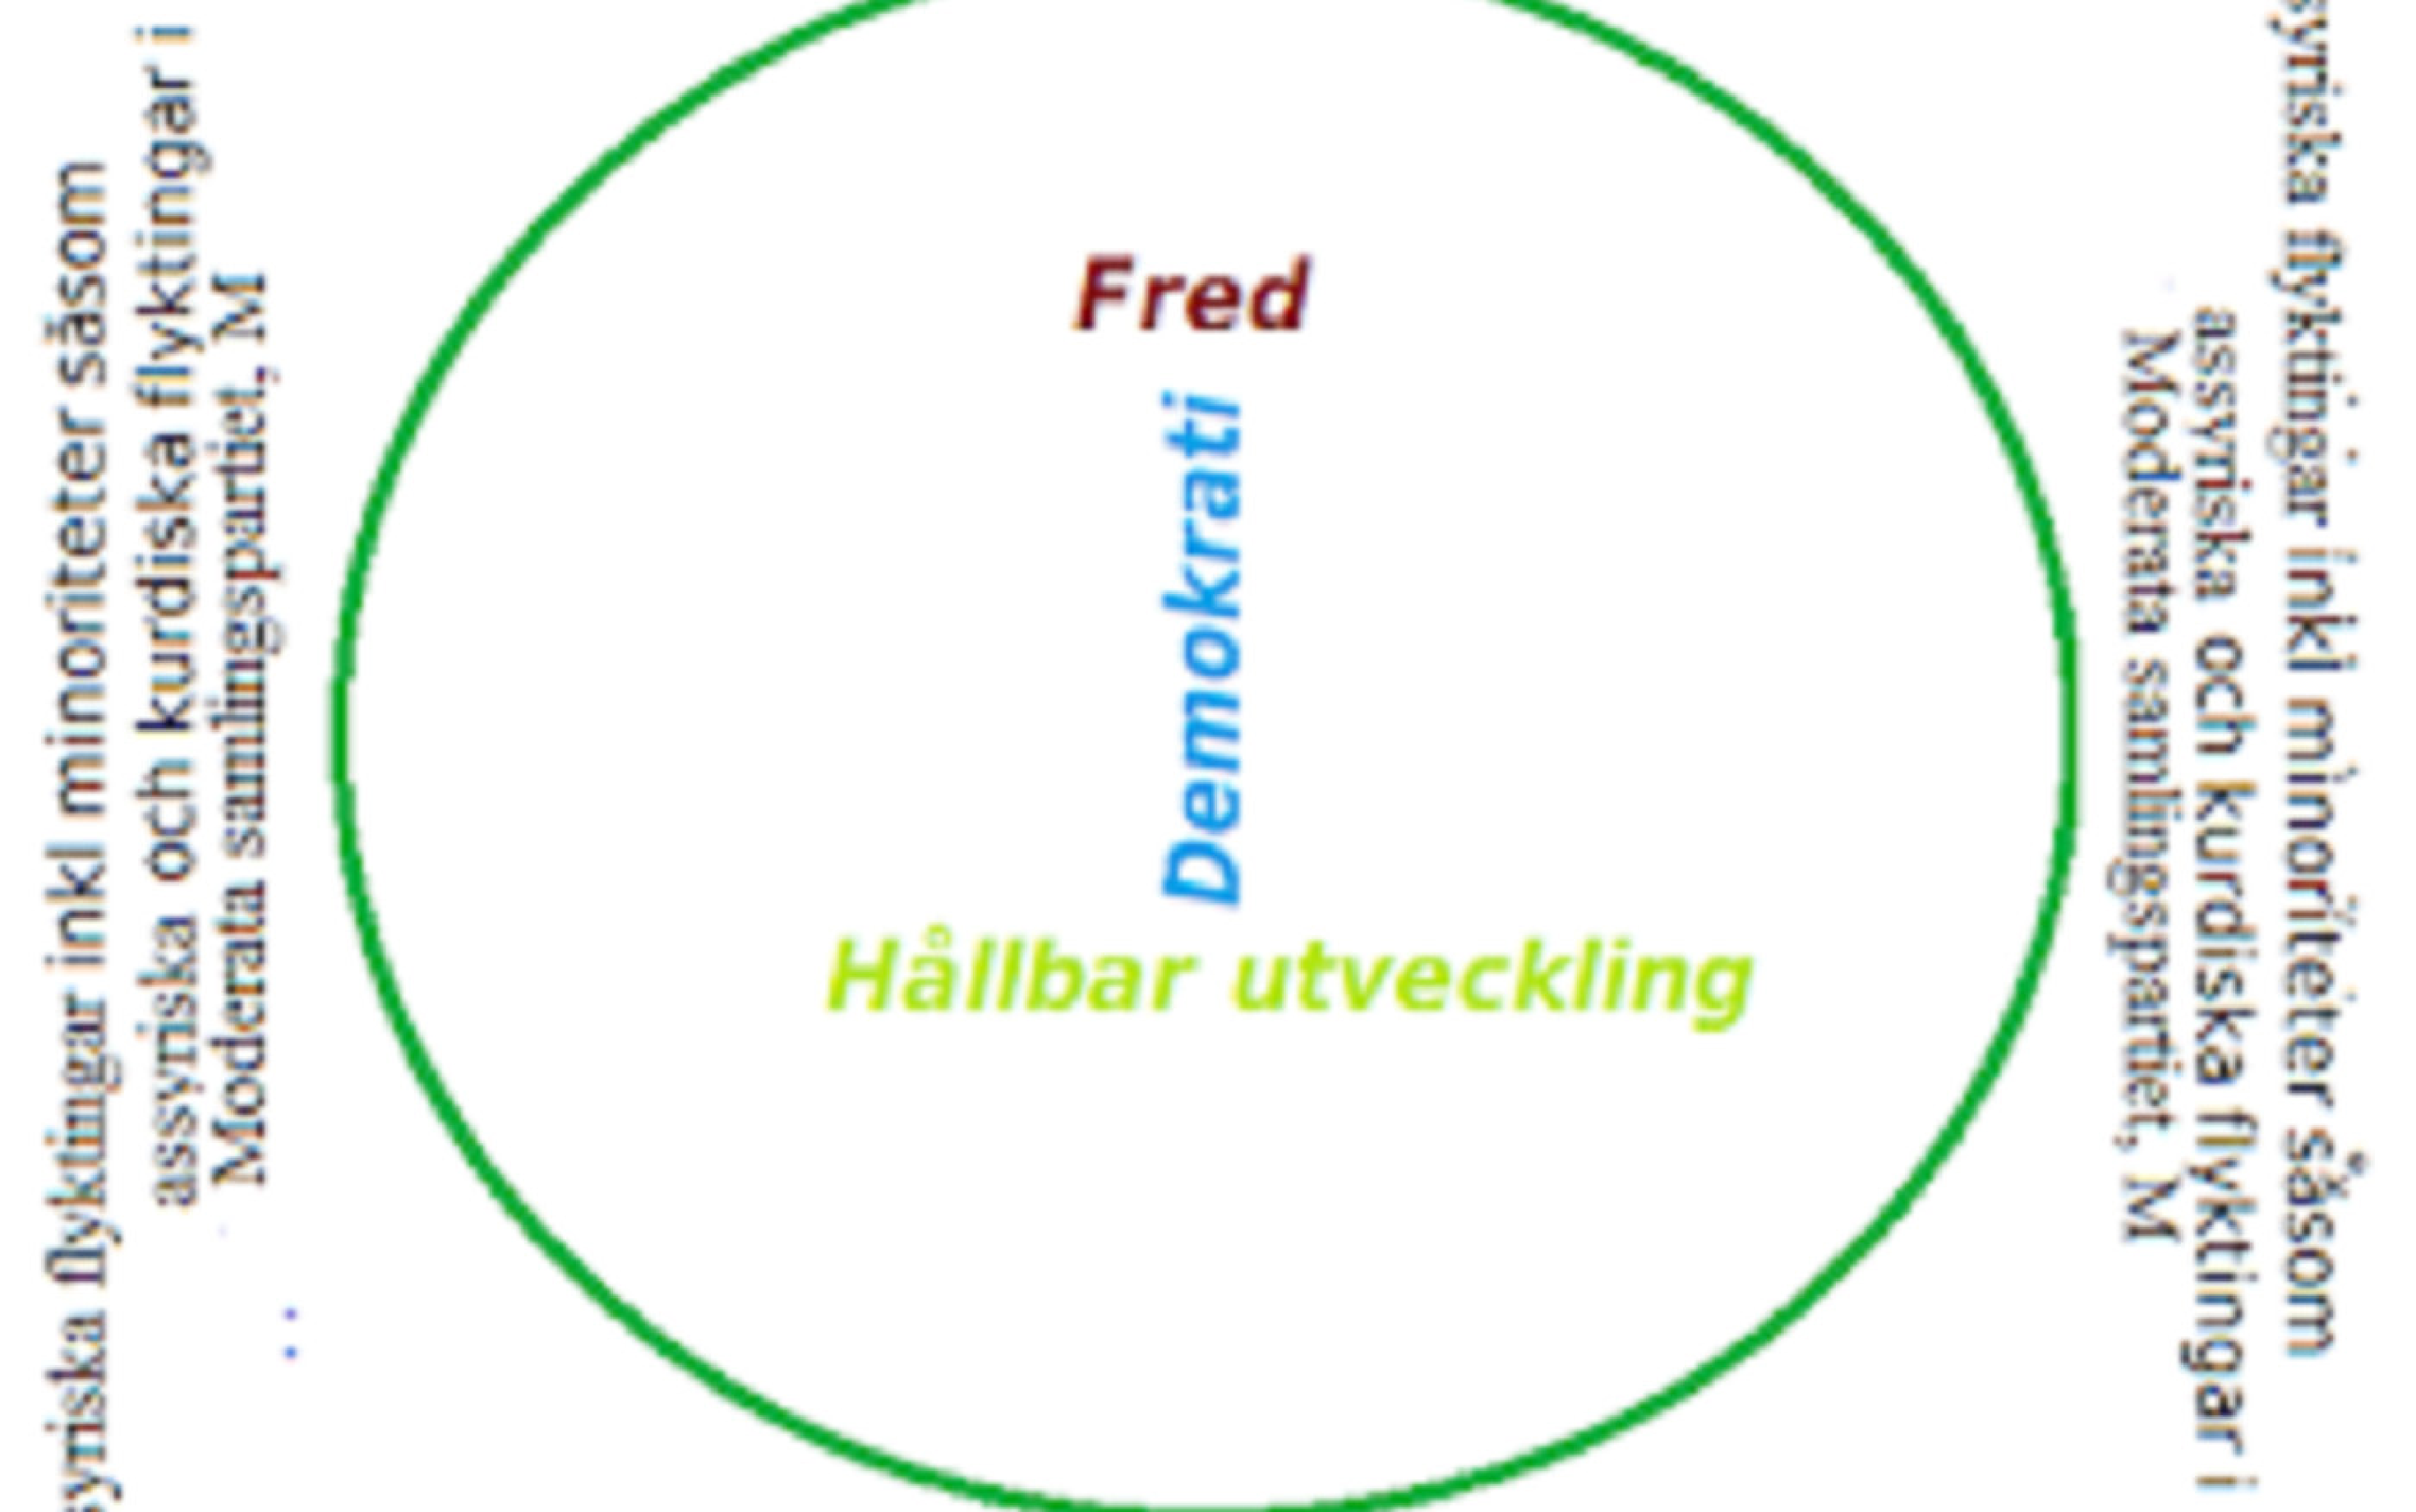 syriska flyktingar inkl minoriteter såsom
assyriska och kurdiska flyktingar i
Moderata samlingspartiet, M
Fred
Demokrati
Hållbar utveckling
syriska flyktingar inkl minoriteter såsom
assyriska och kurdiska flyktingar i
Moderata samlingspartiet, M